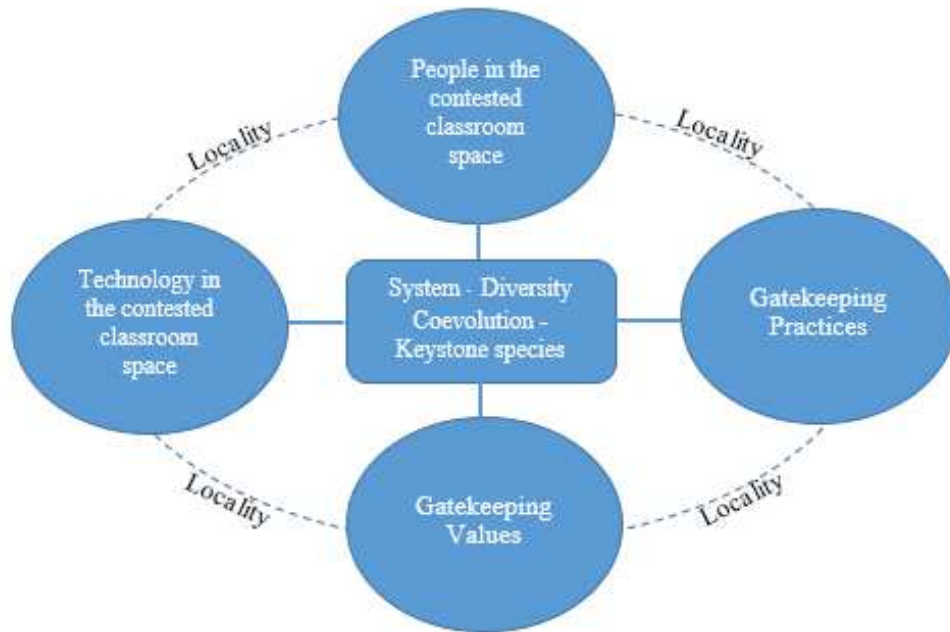 People in the
contested
classroom
space
Locality
Locality
Technology in
the contested
classroom
space
System - Diversity
Coevolution -
Keystone species
Gatekeeping
Practices
Locality
Locality
Gatekeeping
Values